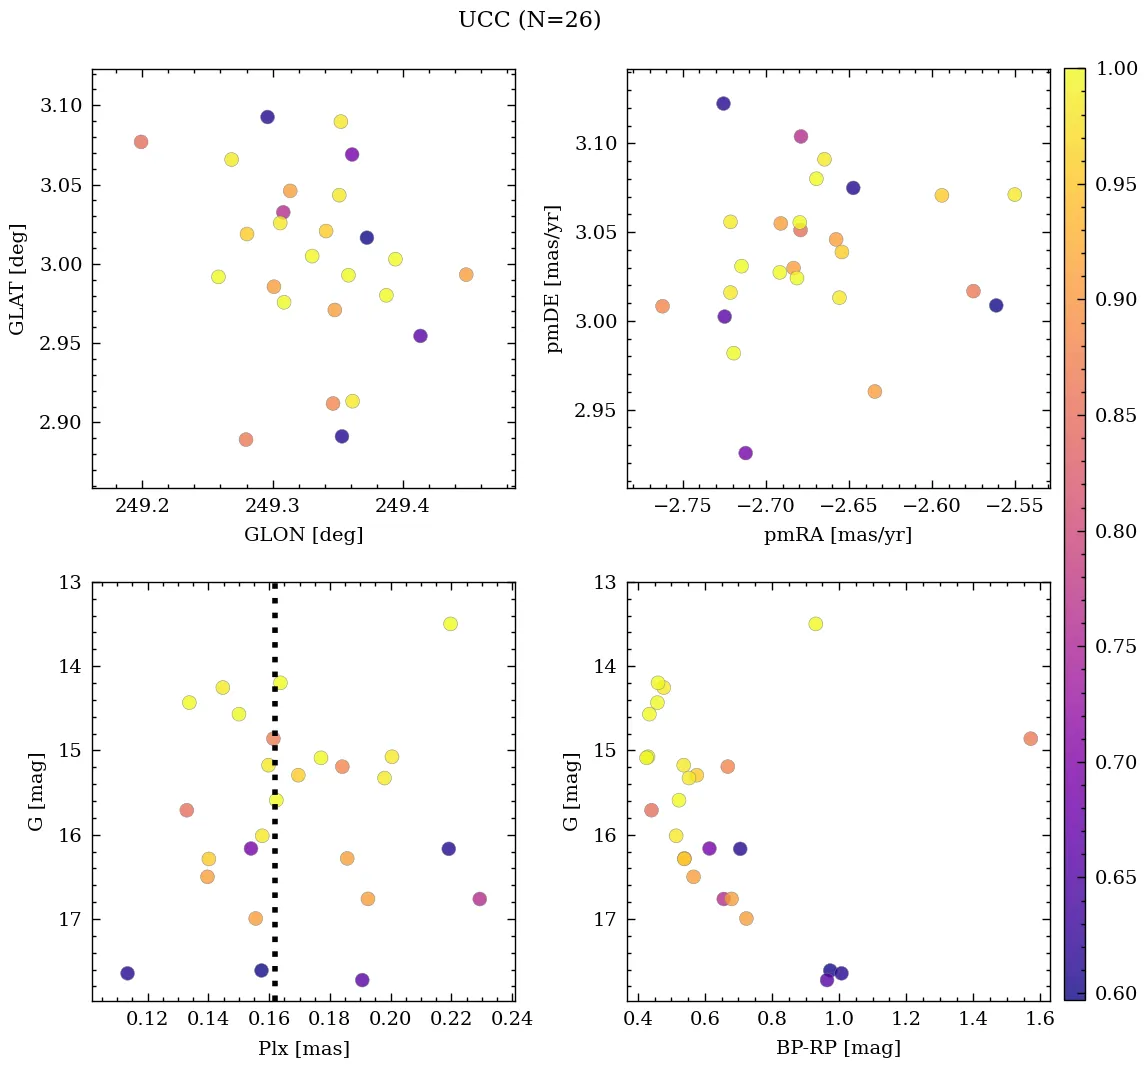 UCC (N=26)
3.10
3.05
3.00
2.95
2.90
GLAT [deg]
249.2 249.3 249.4
GLON [deg]
3.10
3.05
3.00
2.95
pmDE [mas/yr]
−2.75 −2.70 −2.65 −2.60 −2.55
pmRA [mas/yr]
1.00
0.95
0.90
0.85
0.80
0.75
0.70
0.65
0.60
13
14
15
16
17
G [mag]
0.12 0.14 0.16 0.18 0.20 0.22 0.24
Plx [mas]
13
14
15
16
17
G [mag]
0.4 0.6 0.8 1.0 1.2 1.4 1.6
BP-RP [mag]